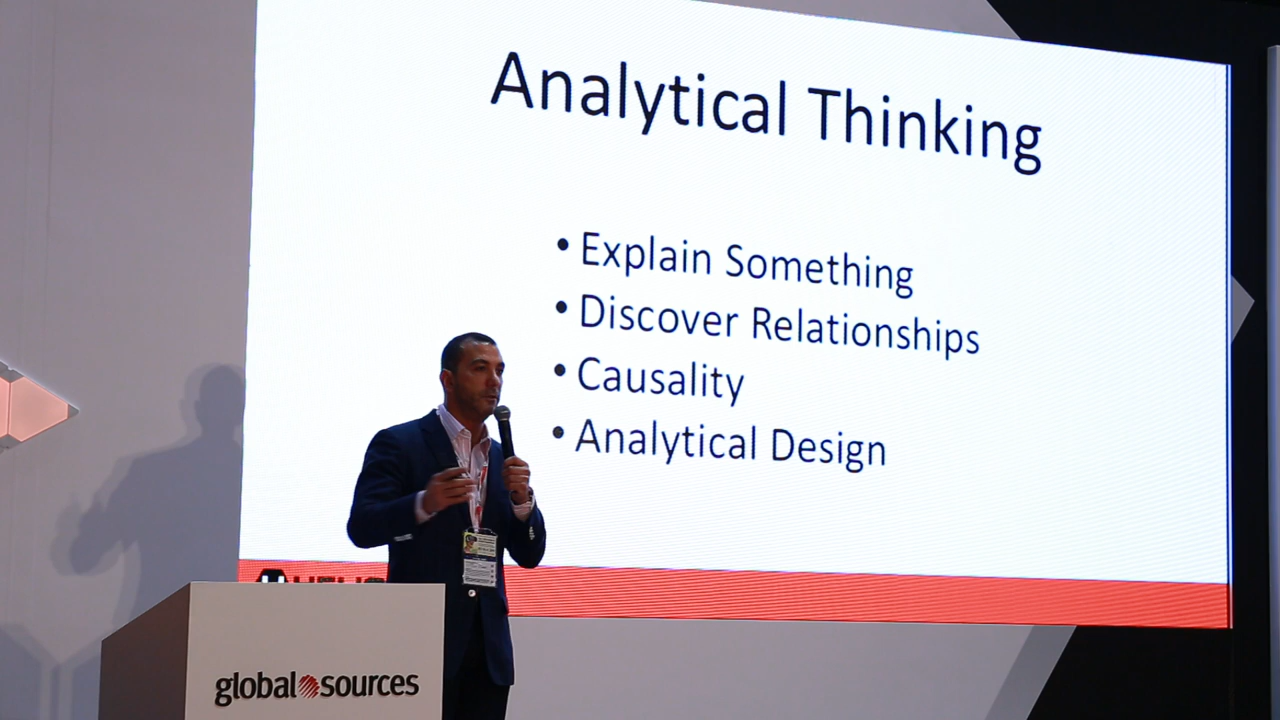 Analytical Thinking
• Explain Something
• Discover Relationships
• Causality
• Analytical Design
global sources